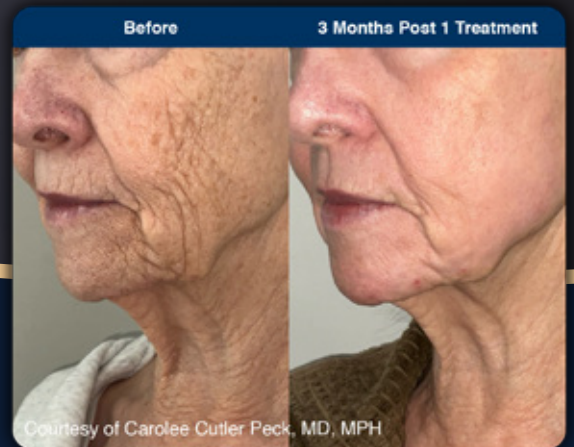 Before
3 Months Post 1 Treatment
Courtesy of Carolee Cutler Peck, MD, MPH